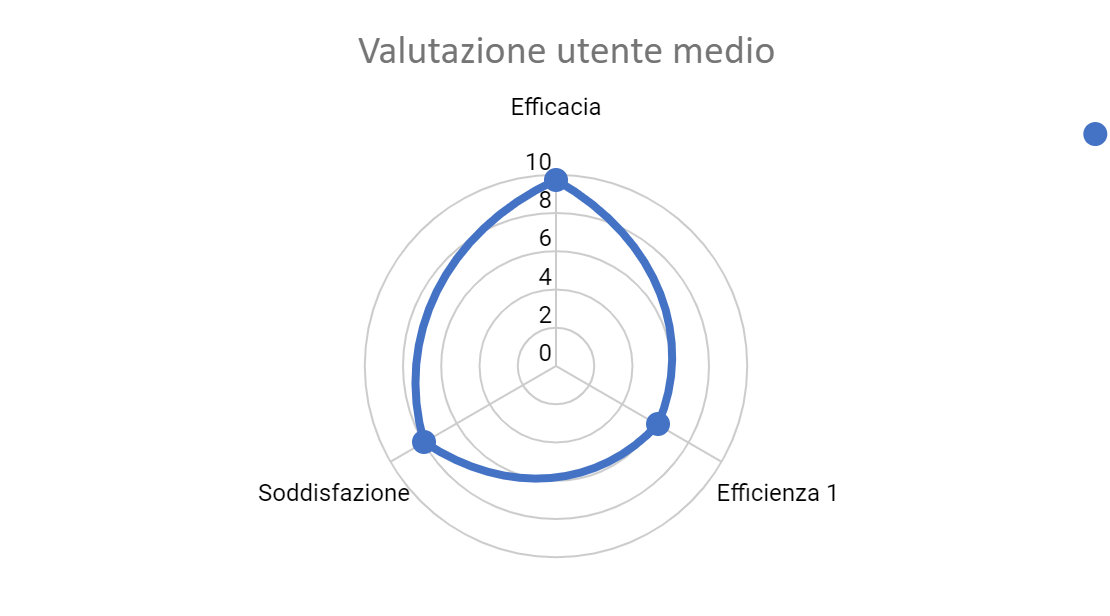 Valutazione utente medio
Efficacia
10
8
6
4
2
0
Soddisfazione
Efficienza 1